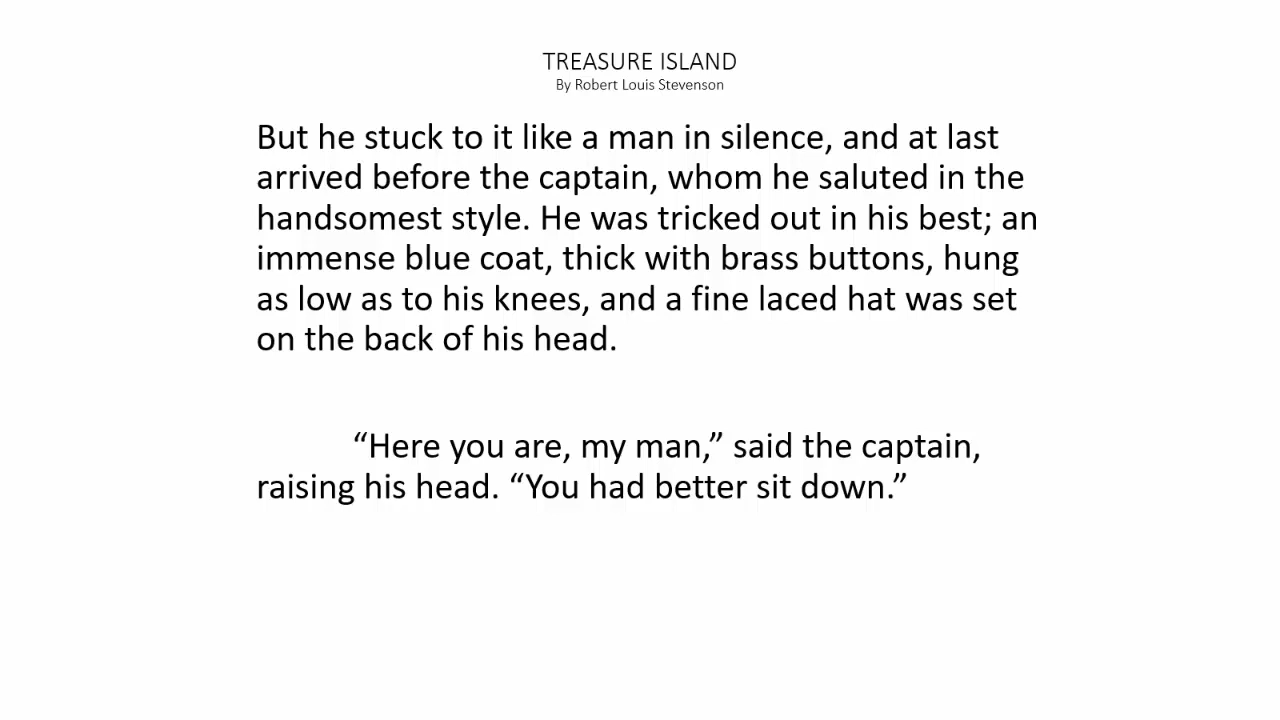 TREASURE ISLAND
By Robert Louis Stevenson
But he stuck to it like a man in silence, and at last
arrived before the captain, whom he saluted in the
handsomest style. He was tricked out in his best; an
immense blue coat, thick with brass buttons, hung
as low as to his knees, and a fine laced hat was set
on the back of his head.
“Here you are, my man,” said the captain,
raising his head. “You had better sit down.”